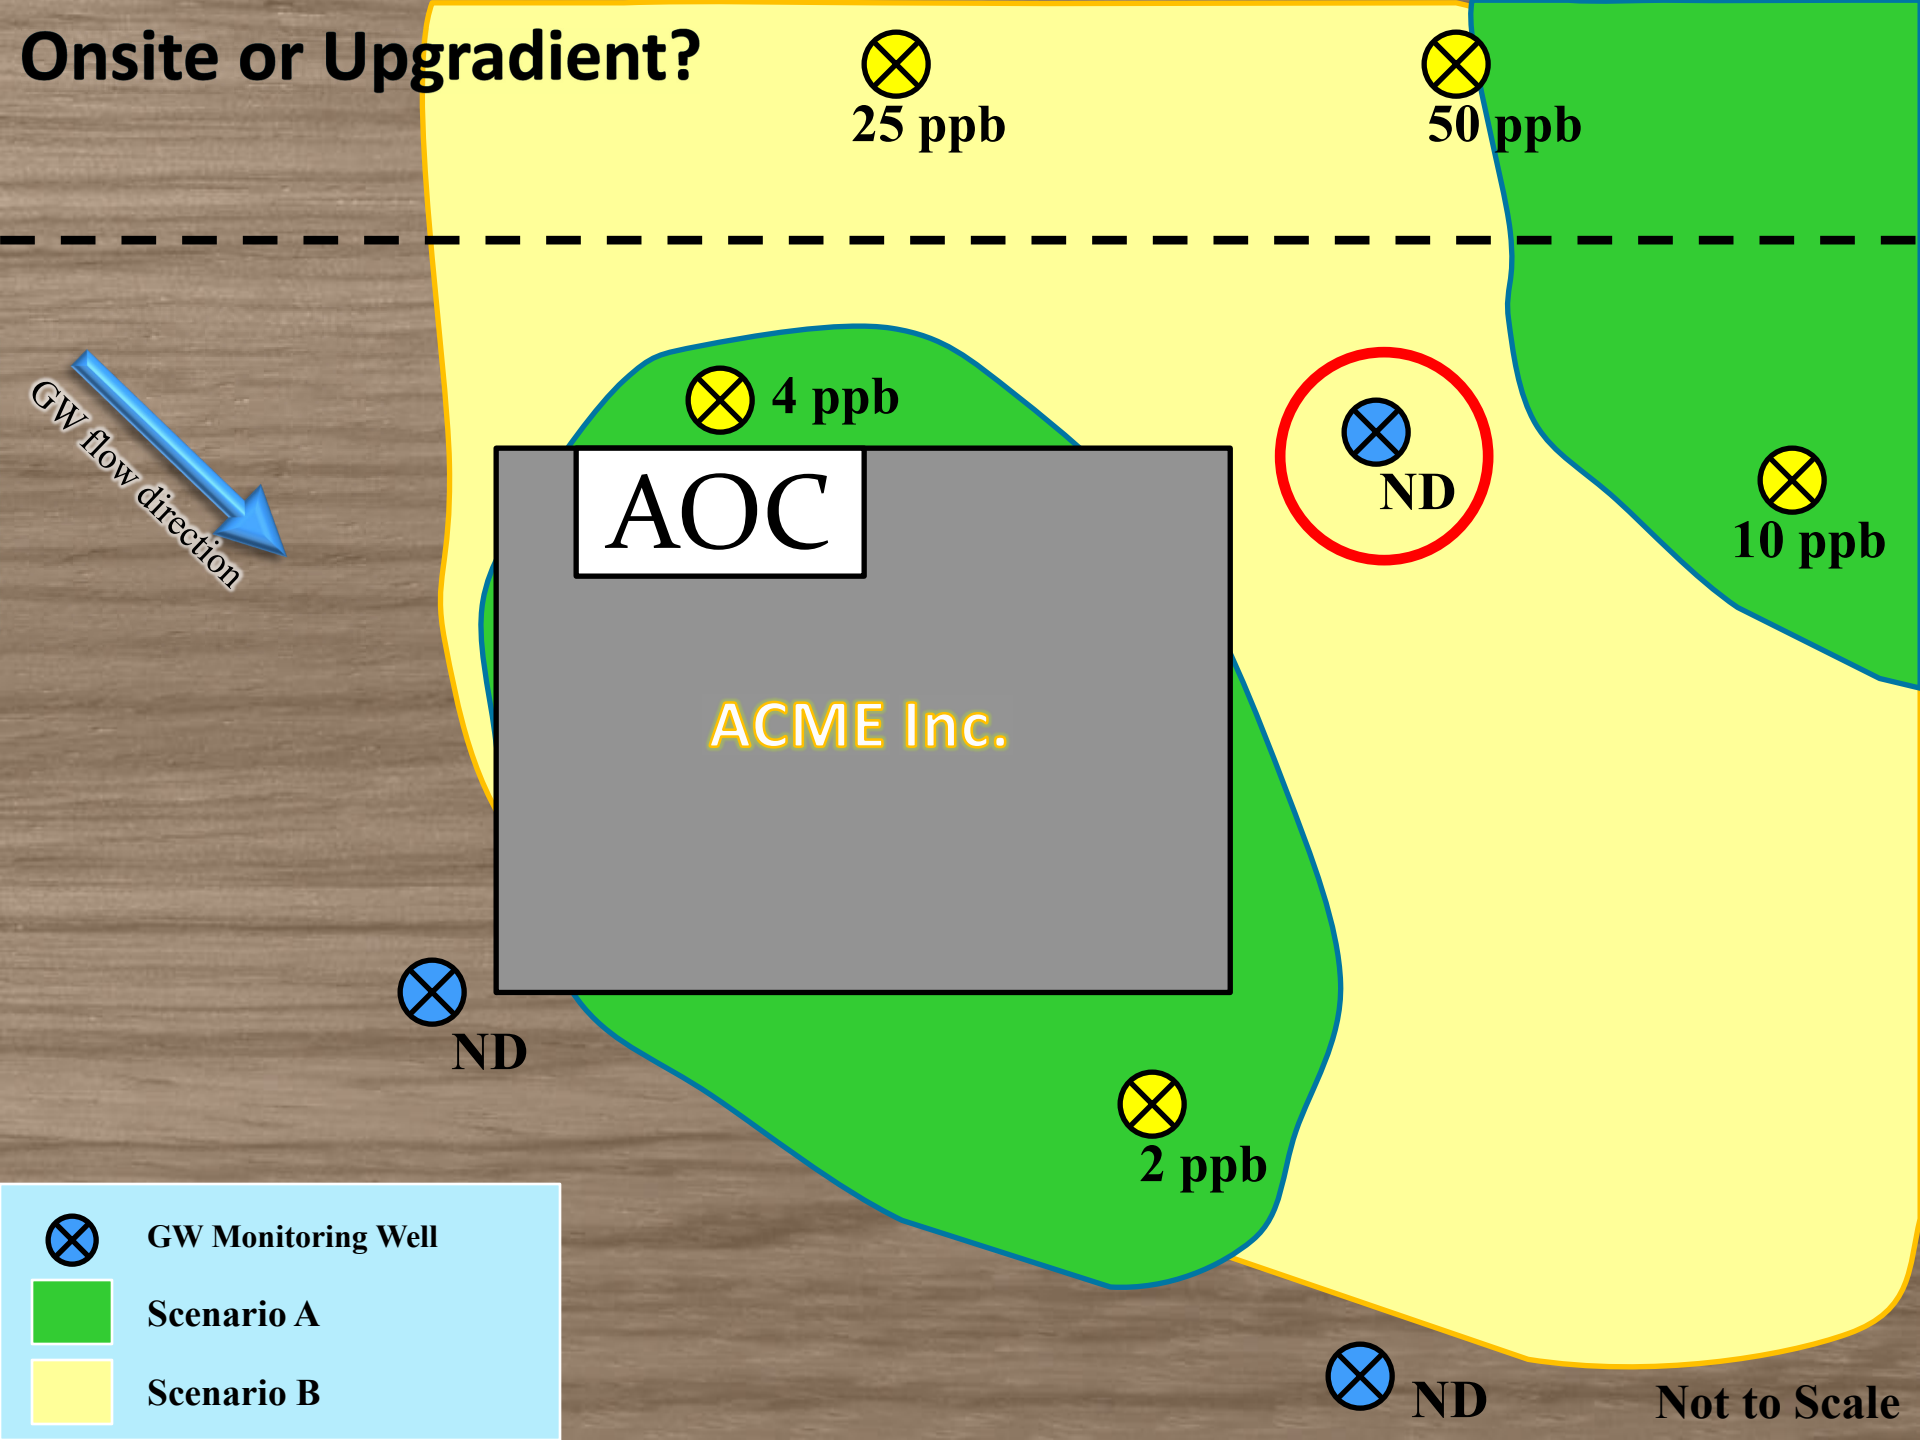 Onsite or Upgradient?
25 ppb
50 ppb
GW flow direction
4 ppb
AOC
ND
10 ppb
ACME Inc.
ND
2 ppb
GW Monitoring Well
Scenario A
Scenario B
ND
Not to Scale